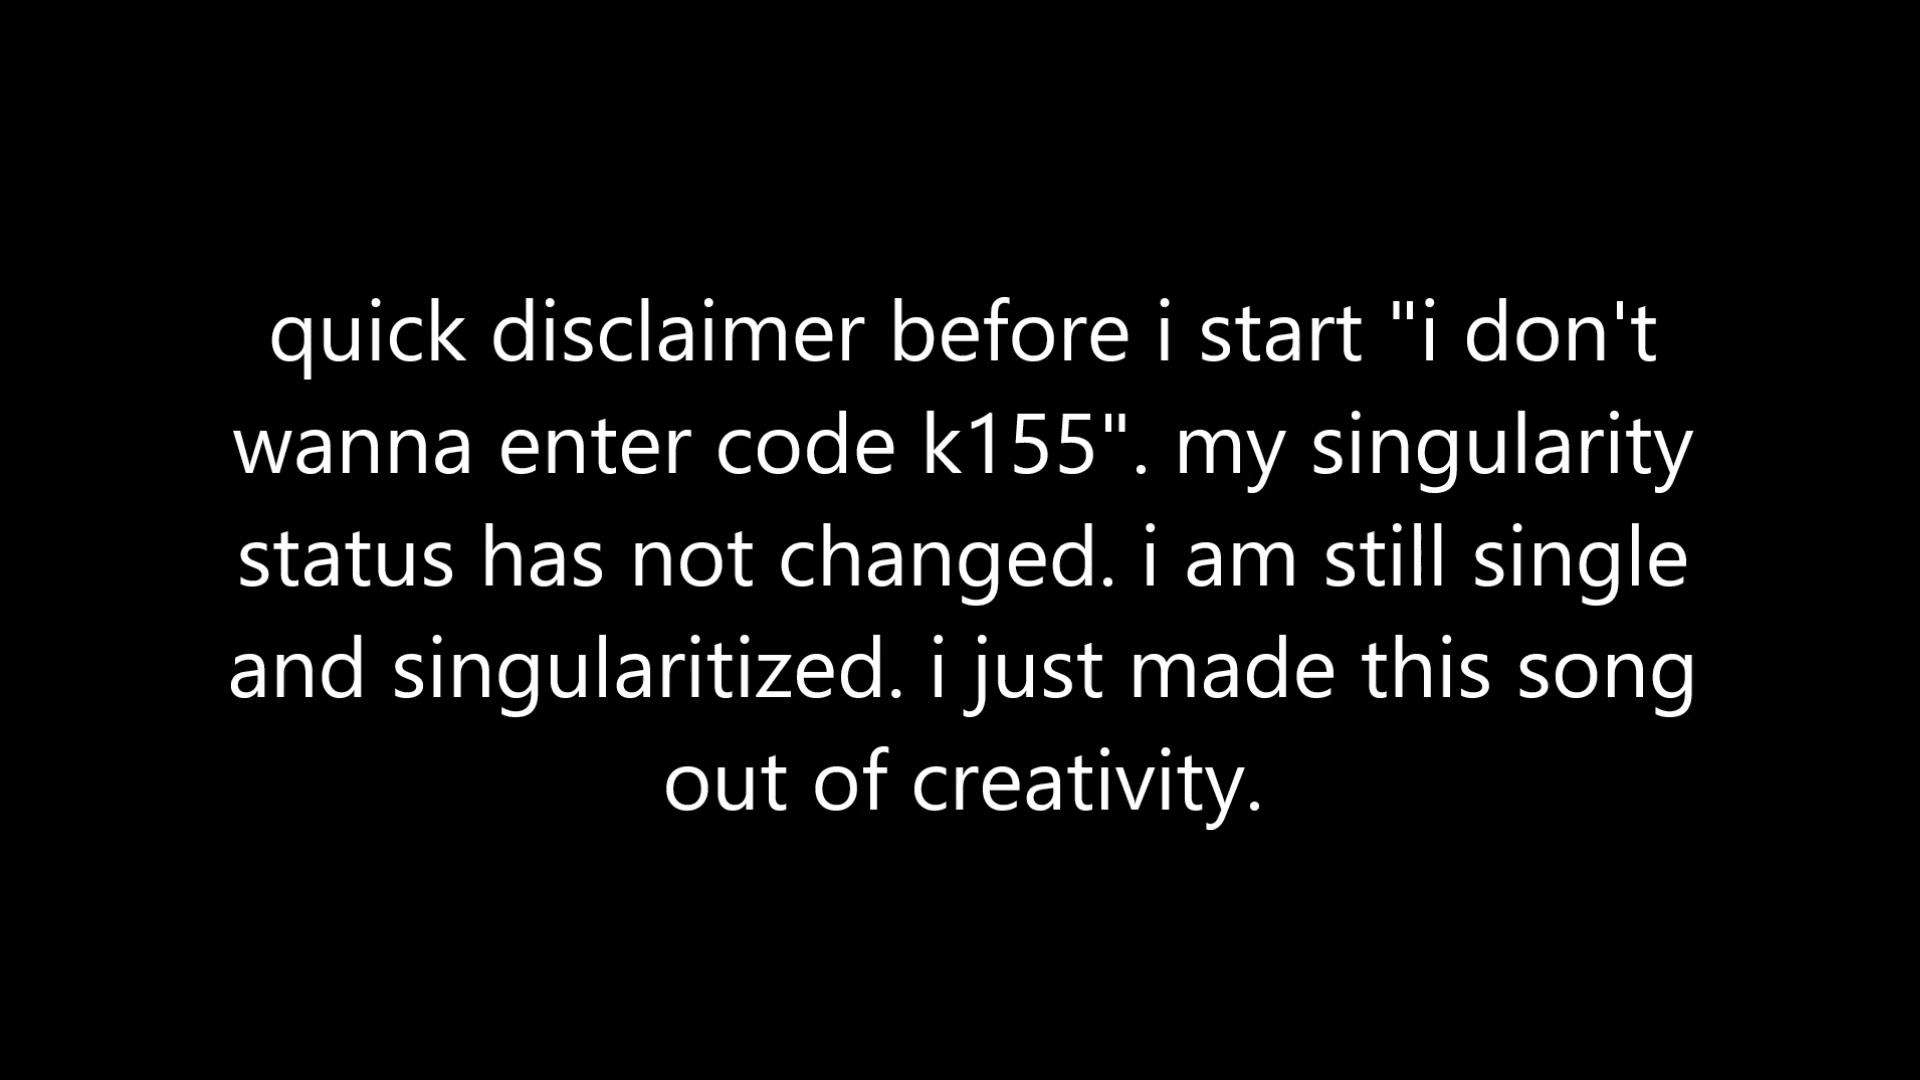 quick disclaimer before i start "i don't
wanna enter code k155". my singularity
status has not changed. i am still single
and singularitized. i just made this song
out of creativity.